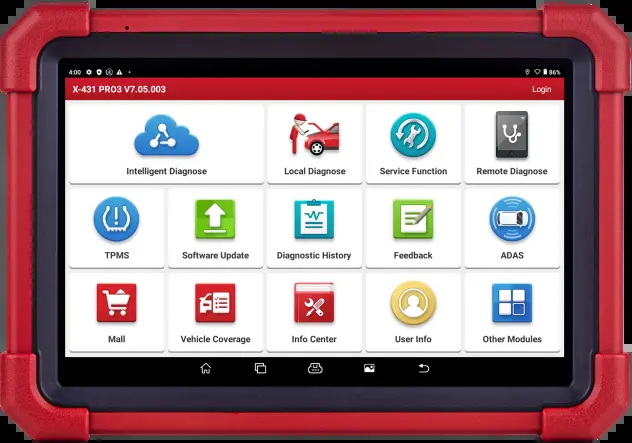 4:00
86%
X-431 PRO3 V7.05.003
Login
Intelligent Diagnose
Local Diagnose
Service Function
Remote Diagnose
TPMS
Software Update
Diagnostic History
Feedback
ADAS
Mall
Vehicle Coverage
Info Center
User Info
Other Modules